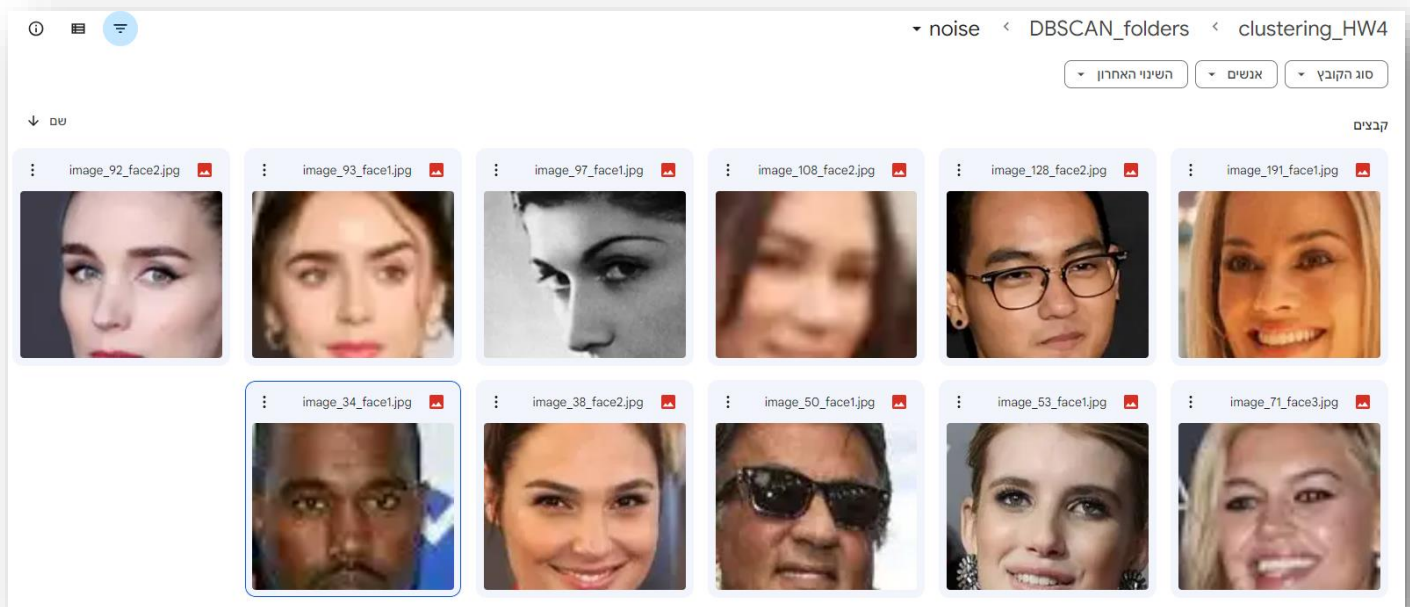 clustering_HW4 › DBSCAN_folders › noise
סוג הקובץ אנשים השינוי האחרון
קבצים שם
image_191_face1.jpg image_128_face2.jpg image_108_face2.jpg image_97_face1.jpg image_93_face1.jpg image_92_face2.jpg
image_71_face3.jpg image_53_face1.jpg image_50_face1.jpg image_38_face2.jpg image_34_face1.jpg